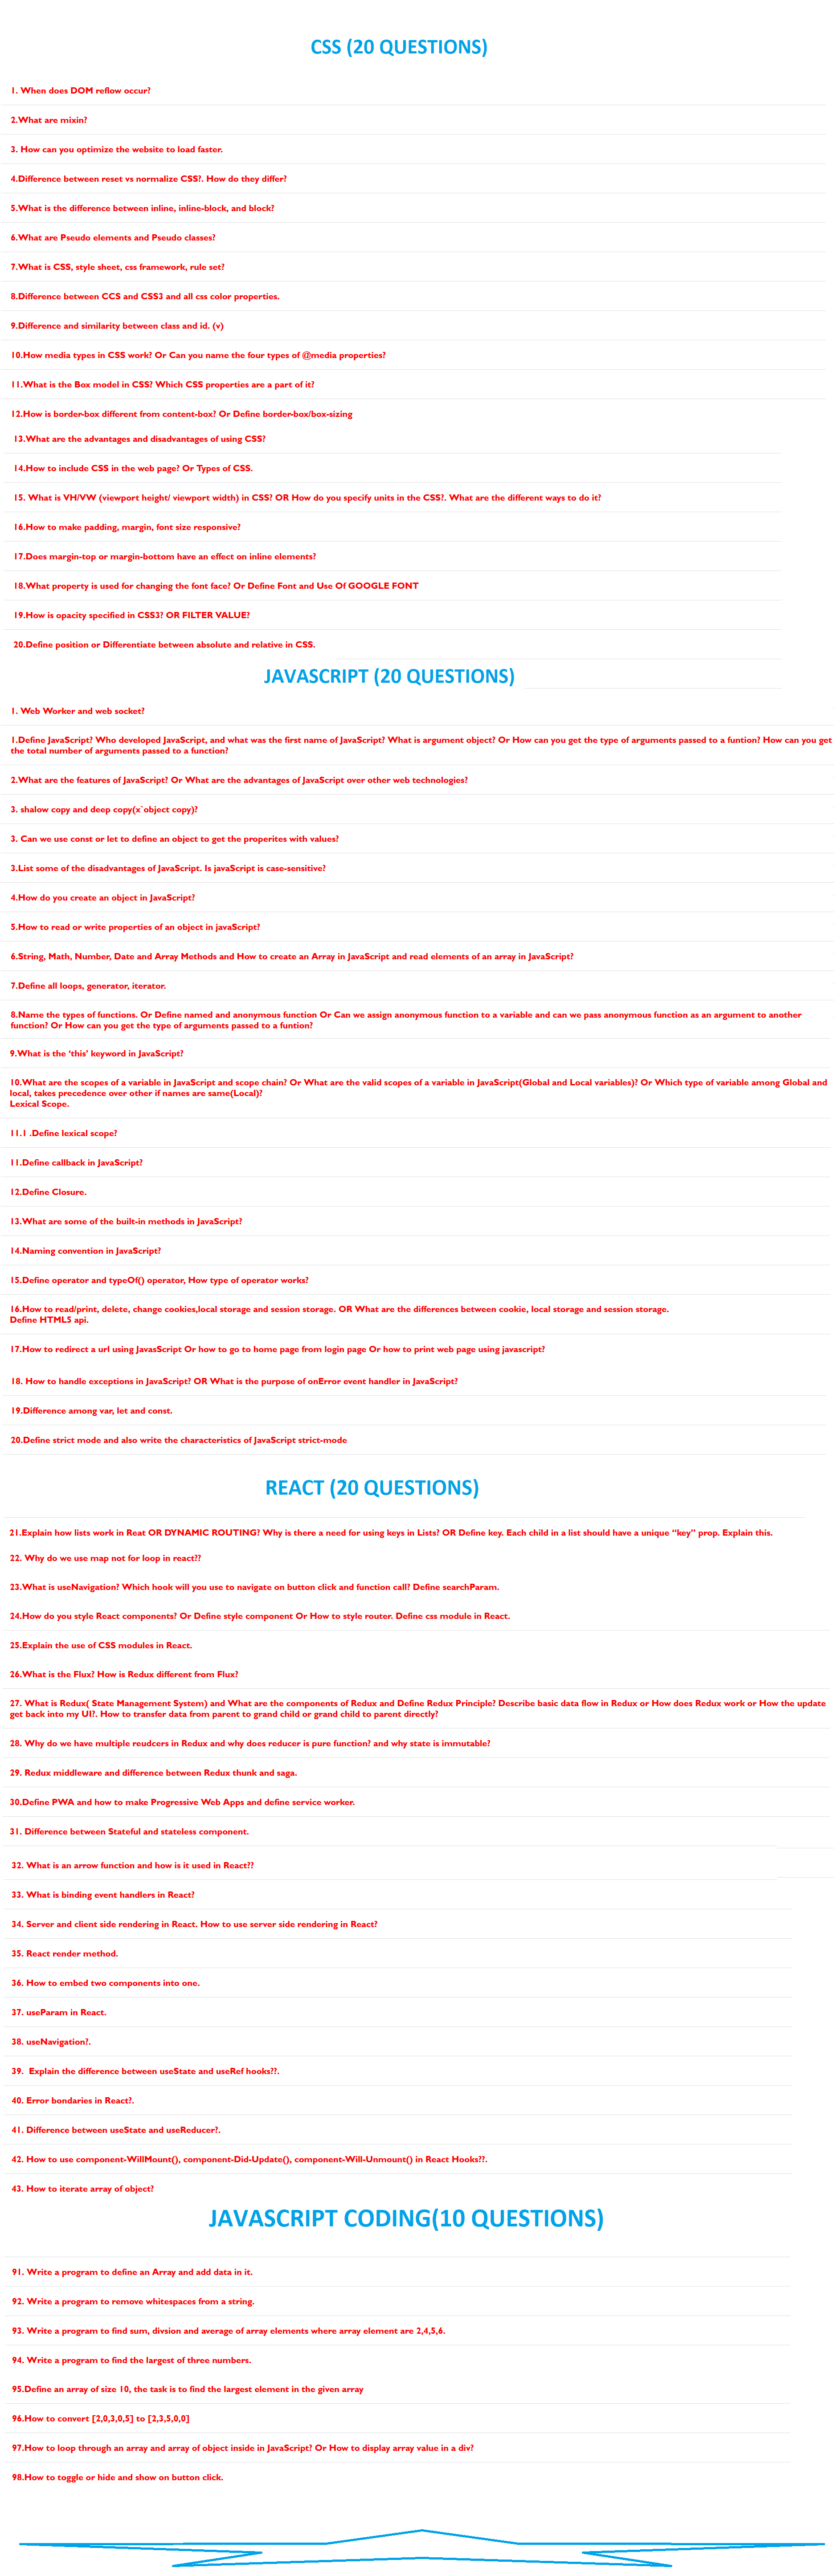 CSS (20 QUESTIONS)
1. When does DOM reflow occur?
2.What are mixin?
3. How can you optimize the website to load faster.
4.Difference between reset vs normalize CSS?. How do they differ?
5.What is the difference between inline, inline-block, and block?
6.What are Pseudo elements and Pseudo classes?
7.What is CSS, style sheet, css framework, rule set?
8.Difference between CCS and CSS3 and all css color properties.
9.Difference and similarity between class and id. (v)
10.How media types in CSS work? Or Can you name the four types of @media properties?
11.What is the Box model in CSS? Which CSS properties are a part of it?
12.How is border-box different from content-box? Or Define border-box/box-sizing
13.What are the advantages and disadvantages of using CSS?
14.How to include CSS in the web page? Or Types of CSS.
15. What is VH/VW (viewport height/ viewport width) in CSS? OR How do you specify units in the CSS?. What are the different ways to do it?
16.How to make padding, margin, font size responsive?
17.Does margin-top or margin-bottom have an effect on inline elements?
18.What property is used for changing the font face? Or Define Font and Use Of GOOGLE FONT
19.How is opacity specified in CSS3? OR FILTER VALUE?
20.Define position or Differentiate between absolute and relative in CSS.
JAVASCRIPT (20 QUESTIONS)
1. Web Worker and web socket?
1.Define JavaScript? Who developed JavaScript, and what was the first name of JavaScript? What is argument object? Or How can you get the type of arguments passed to a funtion? How can you get
the total number of arguments passed to a function?
2.What are the features of JavaScript? Or What are the advantages of JavaScript over other web technologies?
3. shalow copy and deep copy(x`object copy)?
3. Can we use const or let to define an object to get the properites with values?
3.List some of the disadvantages of JavaScript. Is javaScript is case-sensitive?
4.How do you create an object in JavaScript?
5.How to read or write properties of an object in javaScript?
6.String, Math, Number, Date and Array Methods and How to create an Array in JavaScript and read elements of an array in JavaScript?
7.Define all loops, generator, iterator.
8.Name the types of functions. Or Define named and anonymous function Or Can we assign anonymous function to a variable and can we pass anonymous function as an argument to another
function? Or How can you get the type of arguments passed to a funtion?
9.What is the ‘this’ keyword in JavaScript?
10.What are the scopes of a variable in JavaScript and scope chain? Or What are the valid scopes of a variable in JavaScript(Global and Local variables)? Or Which type of variable among Global and
local, takes precedence over other if names are same(Local)?
Lexical Scope.
11.1 .Define lexical scope?
11.Define callback in JavaScript?
12.Define Closure.
13.What are some of the built-in methods in JavaScript?
14.Naming convention in JavaScript?
15.Define operator and typeOf() operator, How type of operator works?
16.How to read/print, delete, change cookies,local storage and session storage. OR What are the differences between cookie, local storage and session storage.
Define HTML5 api.
17.How to redirect a url using JavasScript Or how to go to home page from login page Or how to print web page using javascript?
18. How to handle exceptions in JavaScript? OR What is the purpose of onError event handler in JavaScript?
19.Difference among var, let and const.
20.Define strict mode and also write the characteristics of JavaScript strict-mode
REACT (20 QUESTIONS)
21.Explain how lists work in Reat OR DYNAMIC ROUTING? Why is there a need for using keys in Lists? OR Define key. Each child in a list should have a unique “key” prop. Explain this.
22. Why do we use map not for loop in react??
23.What is useNavigation? Which hook will you use to navigate on button click and function call? Define searchParam.
24.How do you style React components? Or Define style component Or How to style router. Define css module in React.
25.Explain the use of CSS modules in React.
26.What is the Flux? How is Redux different from Flux?
27. What is Redux( State Management System) and What are the components of Redux and Define Redux Principle? Describe basic data flow in Redux or How does Redux work or How the update
get back into my UI?. How to transfer data from parent to grand child or grand child to parent directly?
28. Why do we have multiple reudcers in Redux and why does reducer is pure function? and why state is immutable?
29. Redux middleware and difference between Redux thunk and saga.
30.Define PWA and how to make Progressive Web Apps and define service worker.
31. Difference between Stateful and stateless component.
32. What is an arrow function and how is it used in React??
33. What is binding event handlers in React?
34. Server and client side rendering in React. How to use server side rendering in React?
35. React render method.
36. How to embed two components into one.
37. useParam in React.
38. useNavigation?.
39.  Explain the difference between useState and useRef hooks??.
40. Error bondaries in React?.
41. Difference between useState and useReducer?.
42. How to use component-WillMount(), component-Did-Update(), component-Will-Unmount() in React Hooks??.
43. How to iterate array of object?
JAVASCRIPT CODING(10 QUESTIONS)
91. Write a program to define an Array and add data in it.
92. Write a program to remove whitespaces from a string.
93. Write a program to find sum, divsion and average of array elements where array element are 2,4,5,6.
94. Write a program to find the largest of three numbers.
95.Define an array of size 10, the task is to find the largest element in the given array
96.How to convert [2,0,3,0,5] to [2,3,5,0,0]
97.How to loop through an array and array of object inside in JavaScript? Or How to display array value in a div?
98.How to toggle or hide and show on button click.